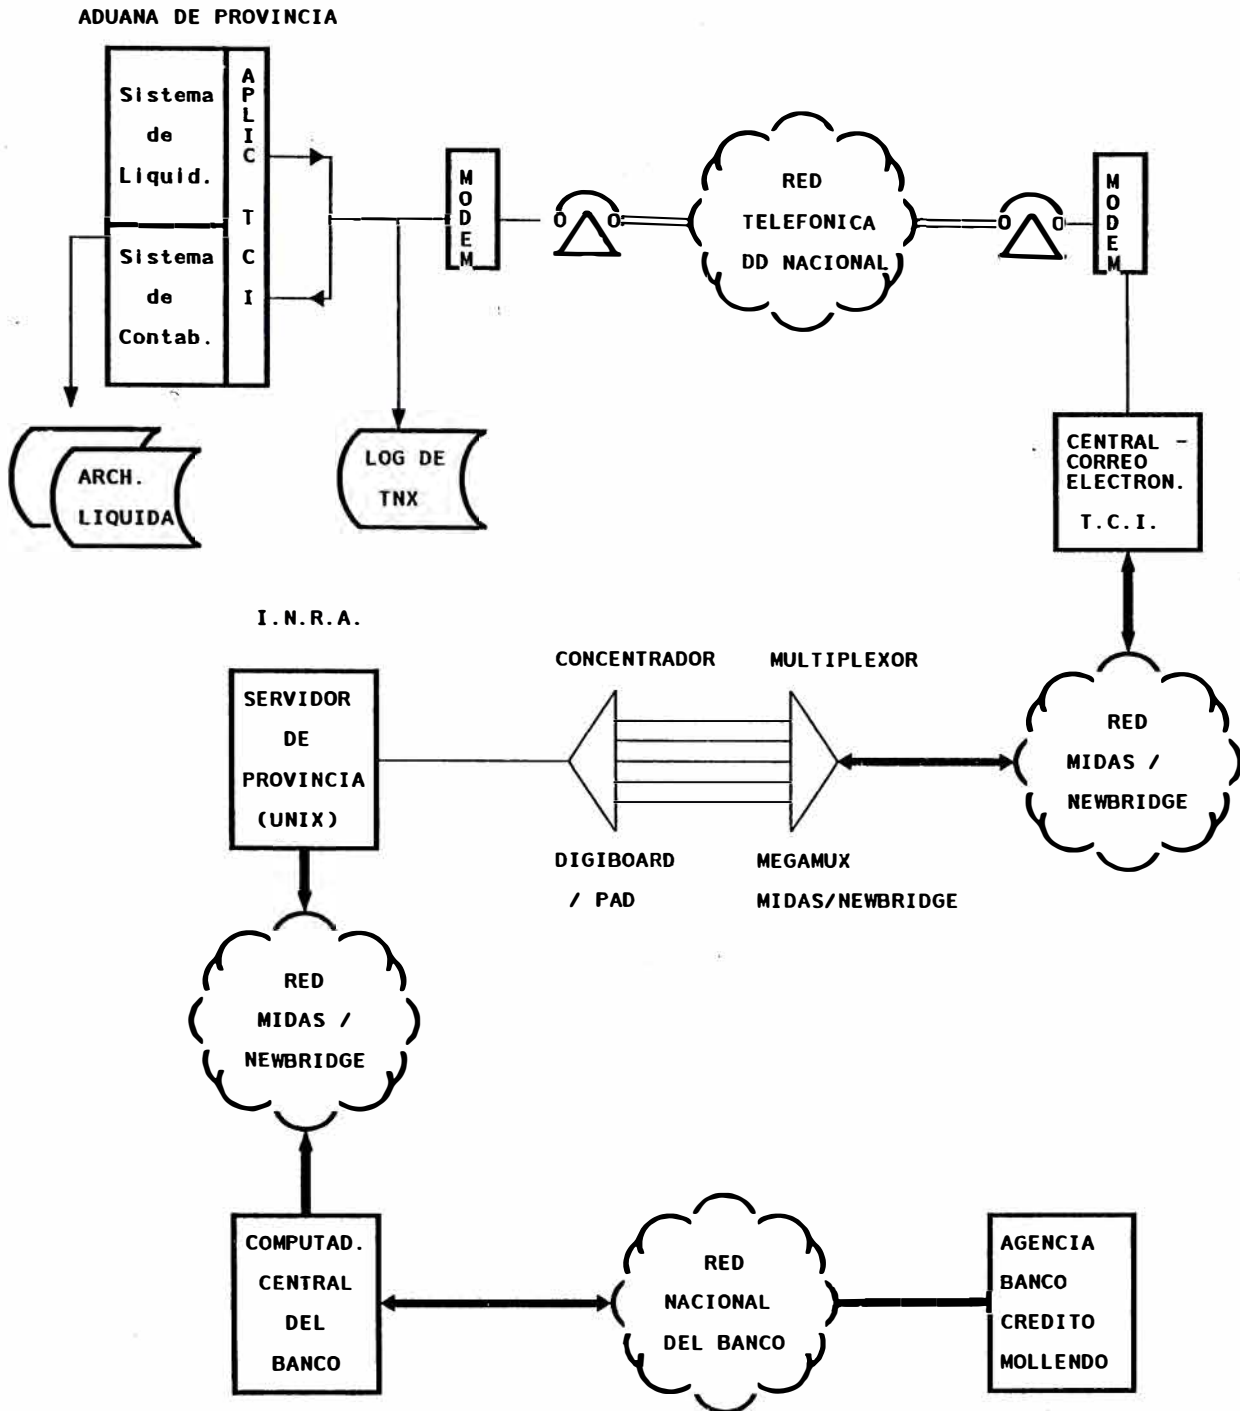 ADUANA DE PROVINCIA
Sistema
de
Liquid.
Sistema
de
Contab.
APLIC TCI
MODEM
RED
TELEFONICA
DD NACIONAL
MODEM
ARCH.
LIQUIDA
LOG DE
TNX
CENTRAL -
CORREO
ELECTRON.
T.C.I.
I.N.R.A.
SERVIDOR
DE
PROVINCIA
(UNIX)
CONCENTRADOR
MULTIPLEXOR
DIGIBOARD
/ PAD
MEGAMUX
MIDAS/NEWBRIDGE
RED
MIDAS /
NEWBRIDGE
RED
MIDAS /
NEWBRIDGE
COMPUTAD.
CENTRAL
DEL
BANCO
RED
NACIONAL
DEL BANCO
AGENCIA
BANCO
CREDITO
MOLLENDO